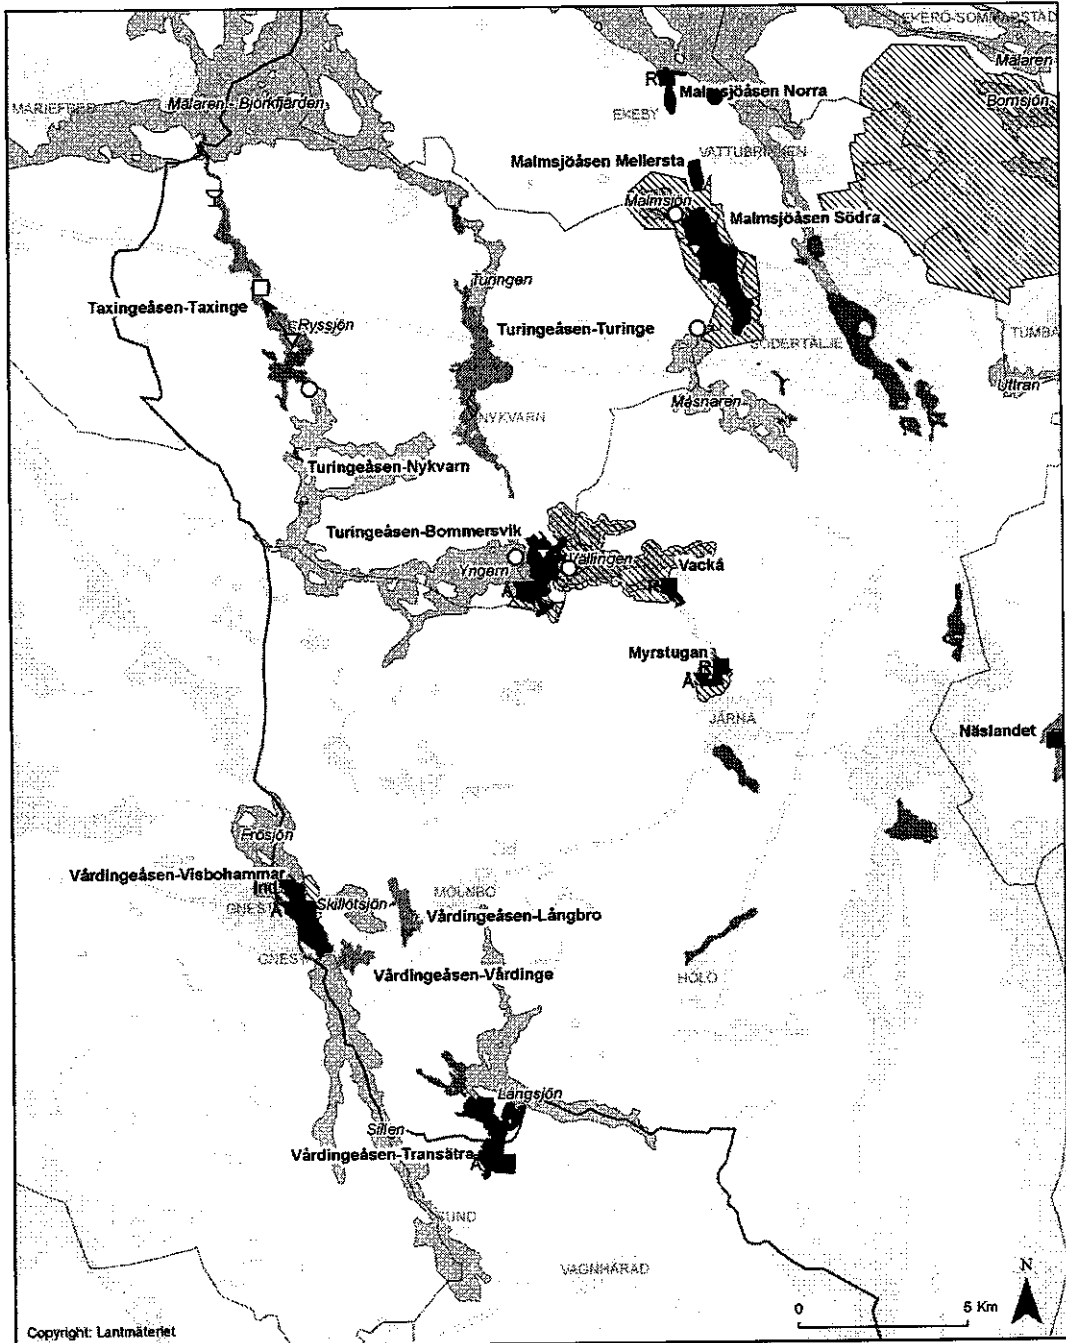 EKERÖ-SOMMARSTAD
Mälaren
MARIEFRED
Mälaren - Björkfjärden
R
Malmsjöåsen Norra
Bornsjön
EKEBY
Malmsjöåsen Mellersta
VATTUBRINKEN
Malmsjön
Malmsjöåsen Södra
Turingen
Taxingeåsen-Taxinge
Ryssjön
Turingeåsen-Turinge
SÖDERTÄLJE
TUMBA
Uttran
Måsnaren
NYKVARN
Turingeåsen-Nykvarn
Turingeåsen-Bommersvik
Yngern
Vällingen
Vackå
A
R
Myrstugan
R
A
JÄRNA
Näslandet
Frösjön
Vårdingeåsen-Visbohammar
Ind
MÖLNBO
GNESTA
A
Skillötsjön
Vårdingeåsen-Långbro
GNESTA
Vårdingeåsen-Vårdinge
HÖLÖ
Långsjön
Sillen
Vårdingeåsen-Transätra
A
SUND
VAGNHÄRAD
N
0
5 Km
Copyright: Lantmäteriet